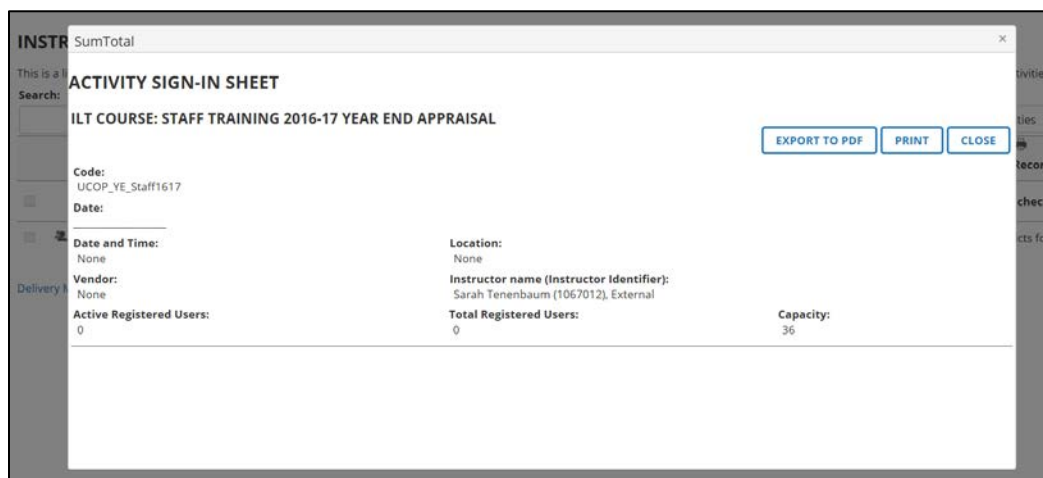 INSTR
SumTotal
×
This is a li
tivitie
ACTIVITY SIGN-IN SHEET
Search:
ILT COURSE: STAFF TRAINING 2016-17 YEAR END APPRAISAL
ties
EXPORT TO PDF PRINT CLOSE
Recor
Code:
UCOP_YE_Staff1617
chec
Date:
cts fo
Date and Time: Location:
None None
Delivery M
Vendor: Instructor name (Instructor Identifier):
None Sarah Tenenbaum (1067012), External
Active Registered Users: Total Registered Users: Capacity:
0 0 36